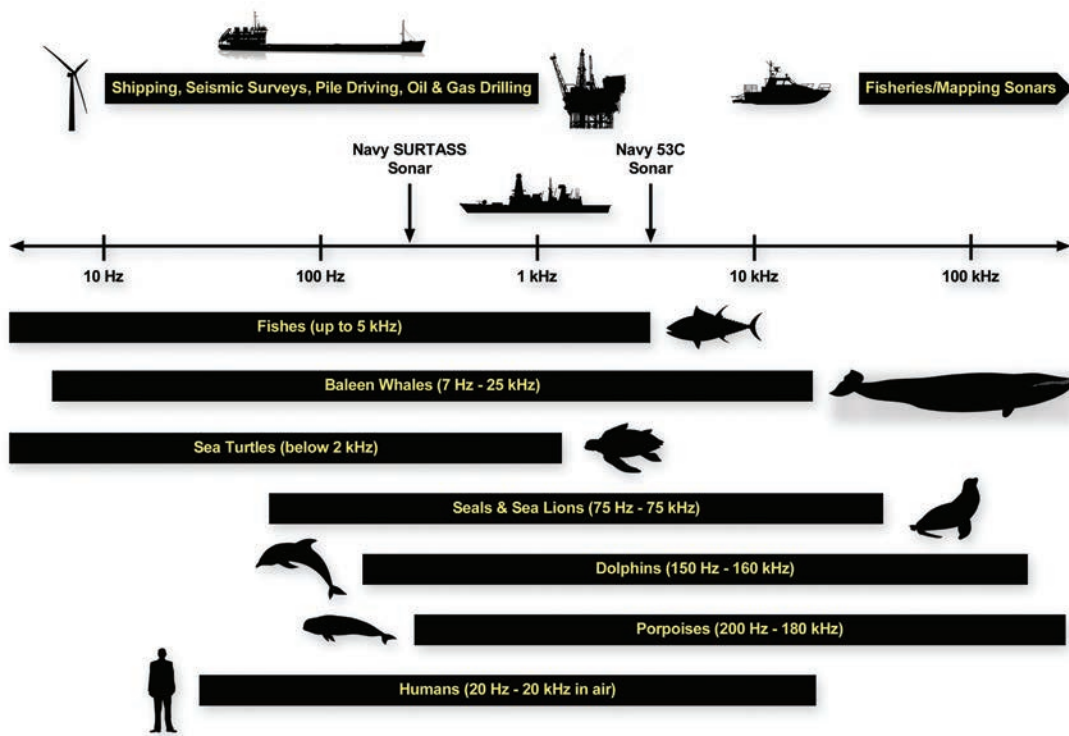 Shipping, Seismic Surveys, Pile Driving, Oil & Gas Drilling
Fisheries/Mapping Sonars
Navy SURTASS
Sonar
Navy 53C
Sonar
10 Hz
100 Hz
1 kHz
10 kHz
100 kHz
Fishes (up to 5 kHz)
Baleen Whales (7 Hz - 25 kHz)
Sea Turtles (below 2 kHz)
Seals & Sea Lions (75 Hz - 75 kHz)
Dolphins (150 Hz - 160 kHz)
Porpoises (200 Hz - 180 kHz)
Humans (20 Hz - 20 kHz in air)